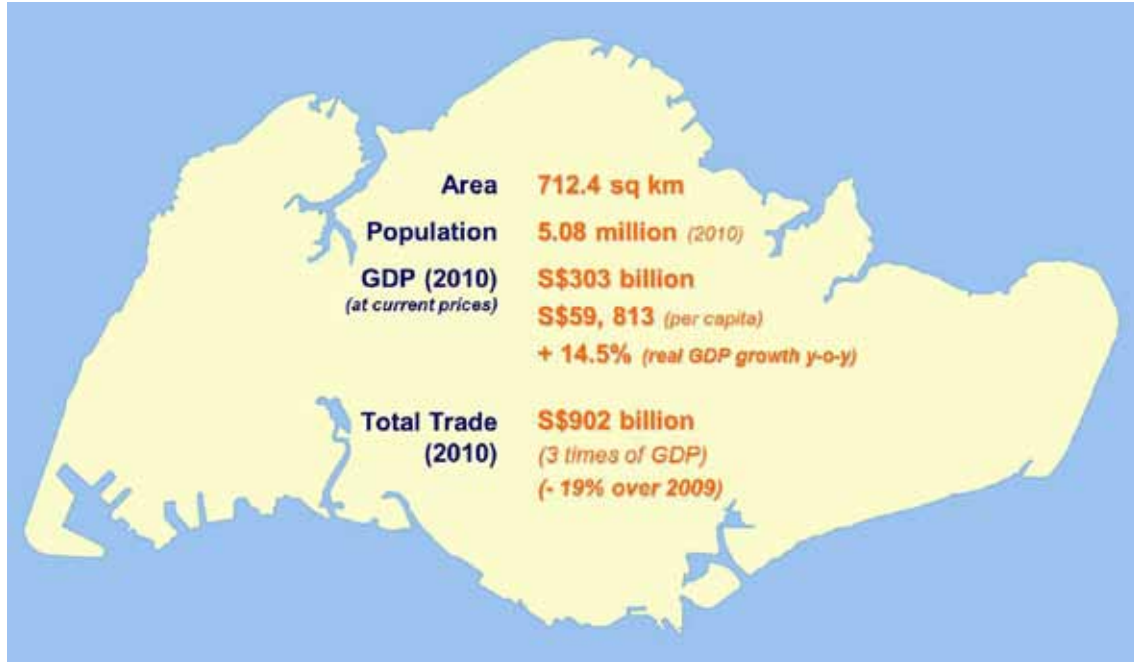 Area 712.4 sq km
Population 5.08 million (2010)
GDP (2010) S$303 billion
(at current prices) S$59, 813 (per capita)
+ 14.5% (real GDP growth y-o-y)
Total Trade S$902 billion
(2010) (3 times of GDP)
(- 19% over 2009)